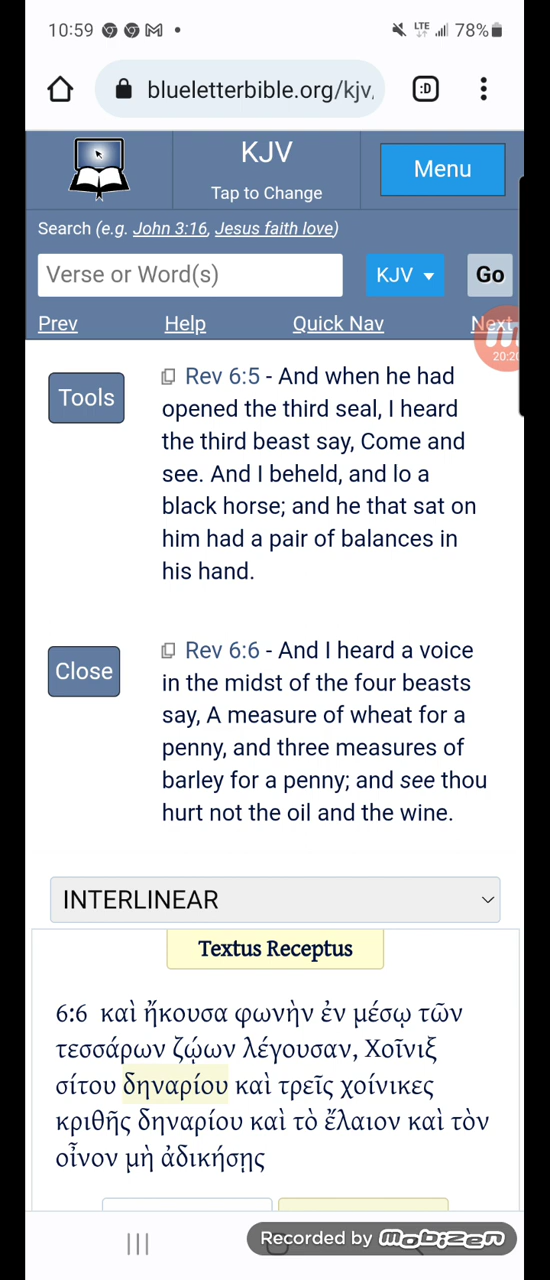 10:59
LTE 78%
blueletterbible.org/kjv,
:D
KJV
Tap to Change
Menu
Search (e.g. John 3:16, Jesus faith love)
Verse or Word(s)
KJV
Go
Prev Help Quick Nav Next
20:20
Tools
Rev 6:5 - And when he had
opened the third seal, I heard
the third beast say, Come and
see. And I beheld, and lo a
black horse; and he that sat on
him had a pair of balances in
his hand.
Close
Rev 6:6 - And I heard a voice
in the midst of the four beasts
say, A measure of wheat for a
penny, and three measures of
barley for a penny; and see thou
hurt not the oil and the wine.
INTERLINEAR
Textus Receptus
6:6 καὶ ἤκουσα φωνὴν ἐν μέσῳ τῶν
τεσσάρων ζῴων λέγουσαν, Χοῖνιξ
σίτου δηναρίου καὶ τρεῖς χοίνικες
κριθῆς δηναρίου καὶ τὸ ἔλαιον καὶ τὸν
οἶνον μὴ ἀδικήσῃς
Recorded by mobizen